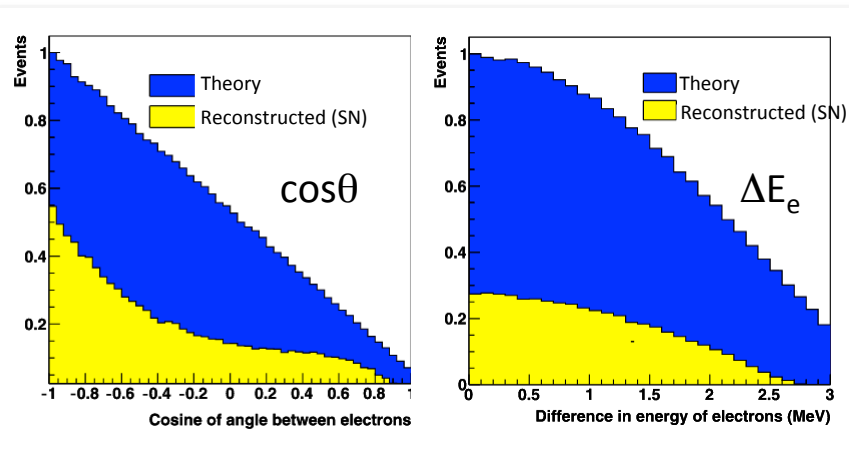 Events
1
0.8
0.6
0.4
0.2
Theory
Reconstructed (SN)
cosθ
-1 -0.8 -0.6 -0.4 -0.2 0 0.2 0.4 0.6 0.8 1
Cosine of angle between electrons
Events
1
0.8
0.6
0.4
0.2
0
Theory
Reconstructed (SN)
ΔEe
0 0.5 1 1.5 2 2.5 3
Difference in energy of electrons (MeV)